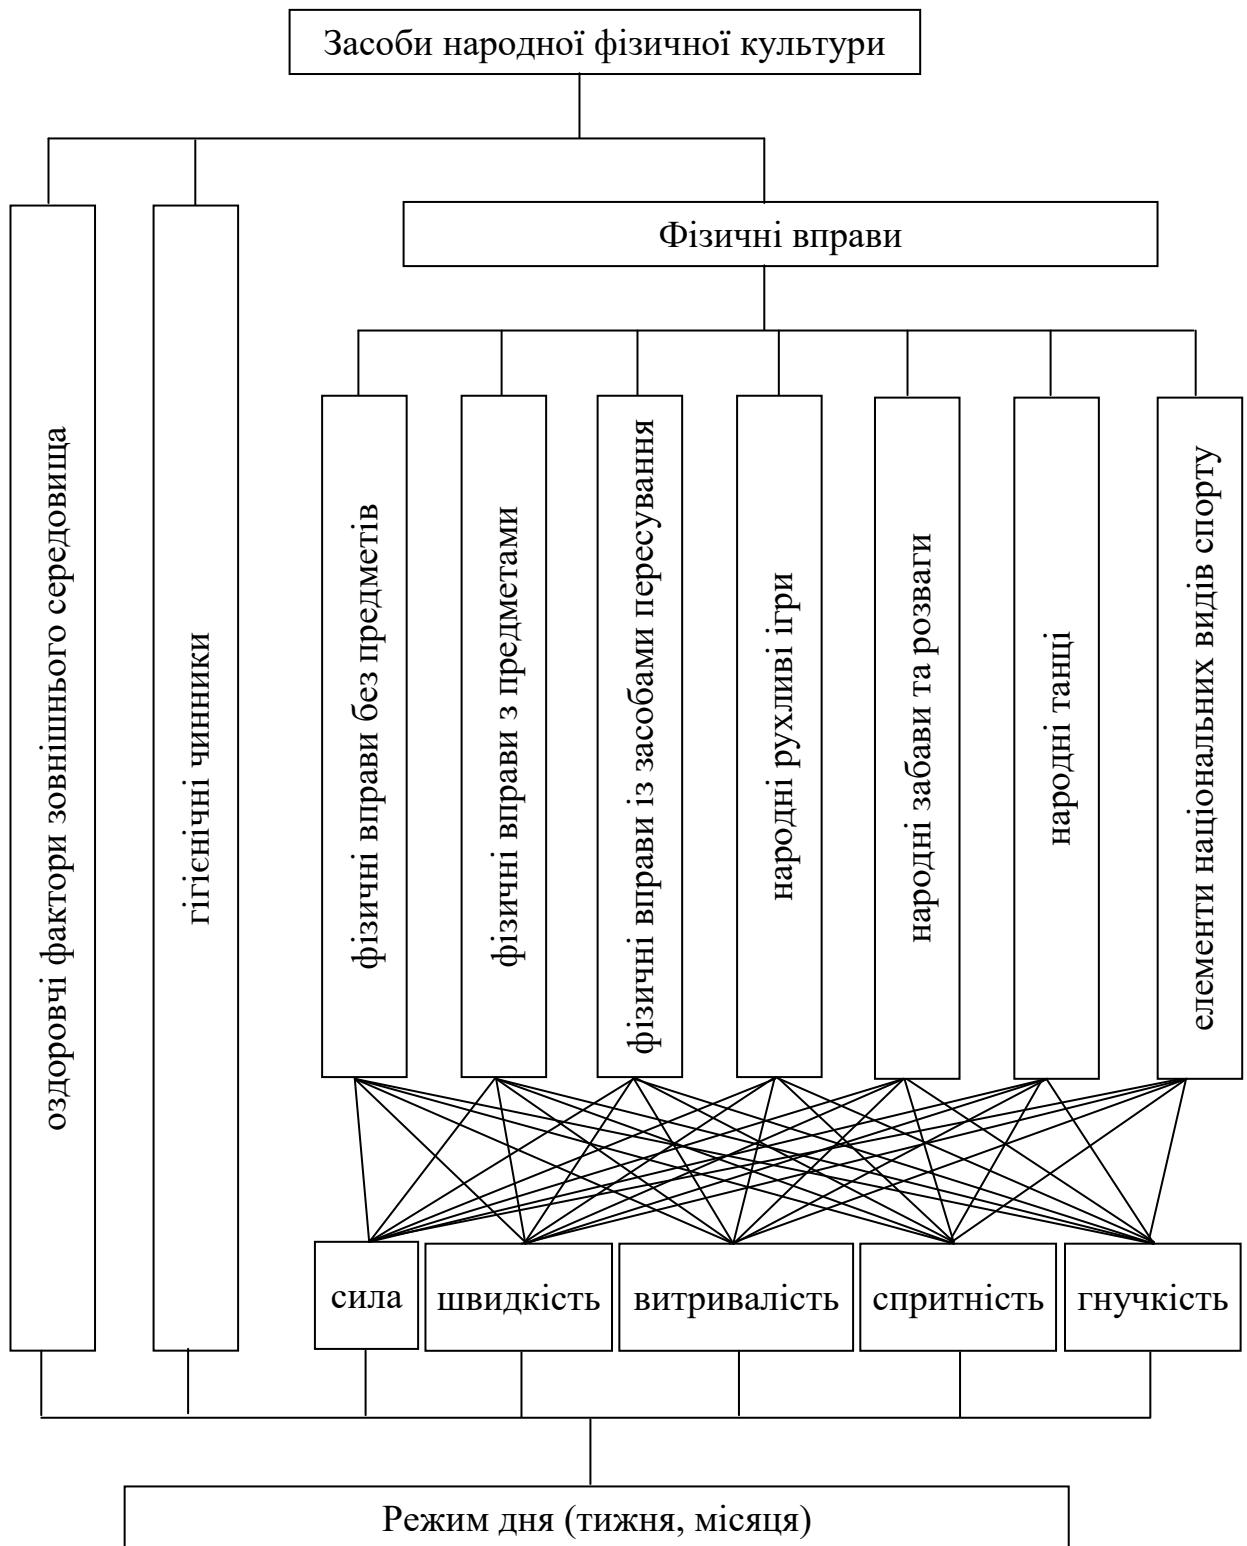 Засоби народної фізичної культури
Фізичні вправи
оздоровчі фактори зовнішнього середовища
гігієнічні чинники
фізичні вправи без предметів
фізичні вправи з предметами
фізичні вправи із засобами пересування
народні рухливі ігри
народні забави та розваги
народні танці
елементи національних видів спорту
сила
швидкість
витривалість
спритність
гнучкість
Режим дня (тижня, місяця)